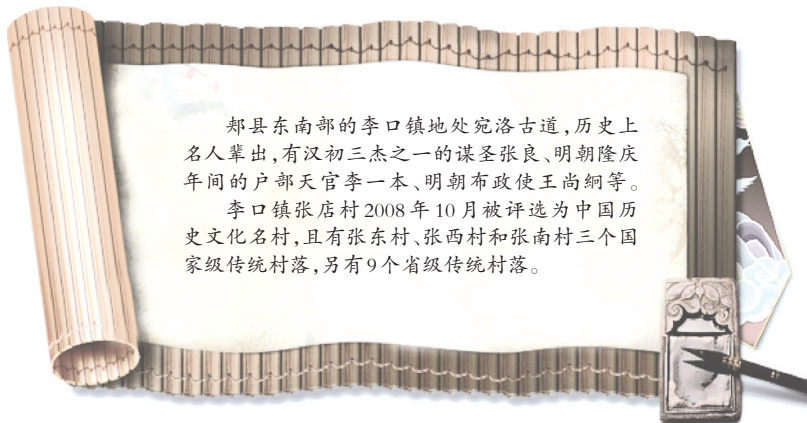 郏县东南部的李口镇地处宛洛古道,历史上
名人辈出,有汉初三杰之一的谋圣张良、明朝隆庆
年间的户部天官李一本、明朝布政使王尚絅等。
李口镇张店村2008年10月被评选为中国历
史文化名村,且有张东村、张西村和张南村三个国
家级传统村落,另有9个省级传统村落。